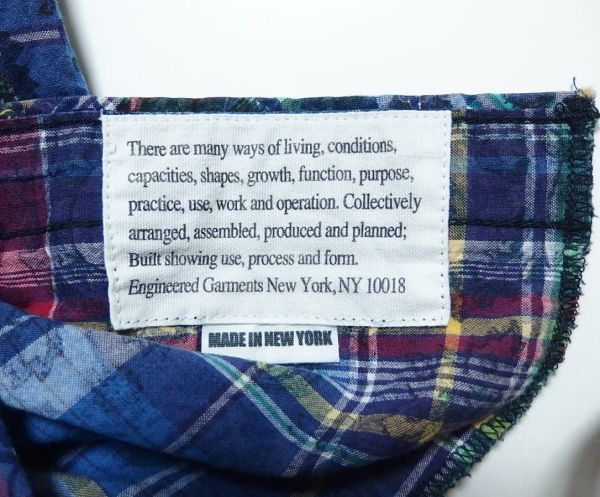 There are many ways of living, conditions,
capacities, shapes, growth, function, purpose,
practice, use, work and operation. Collectively
arranged, assembled, produced and planned;
Built showing use, process and form.
Engineered Garments New York, NY 10018
MADE IN NEW YORK